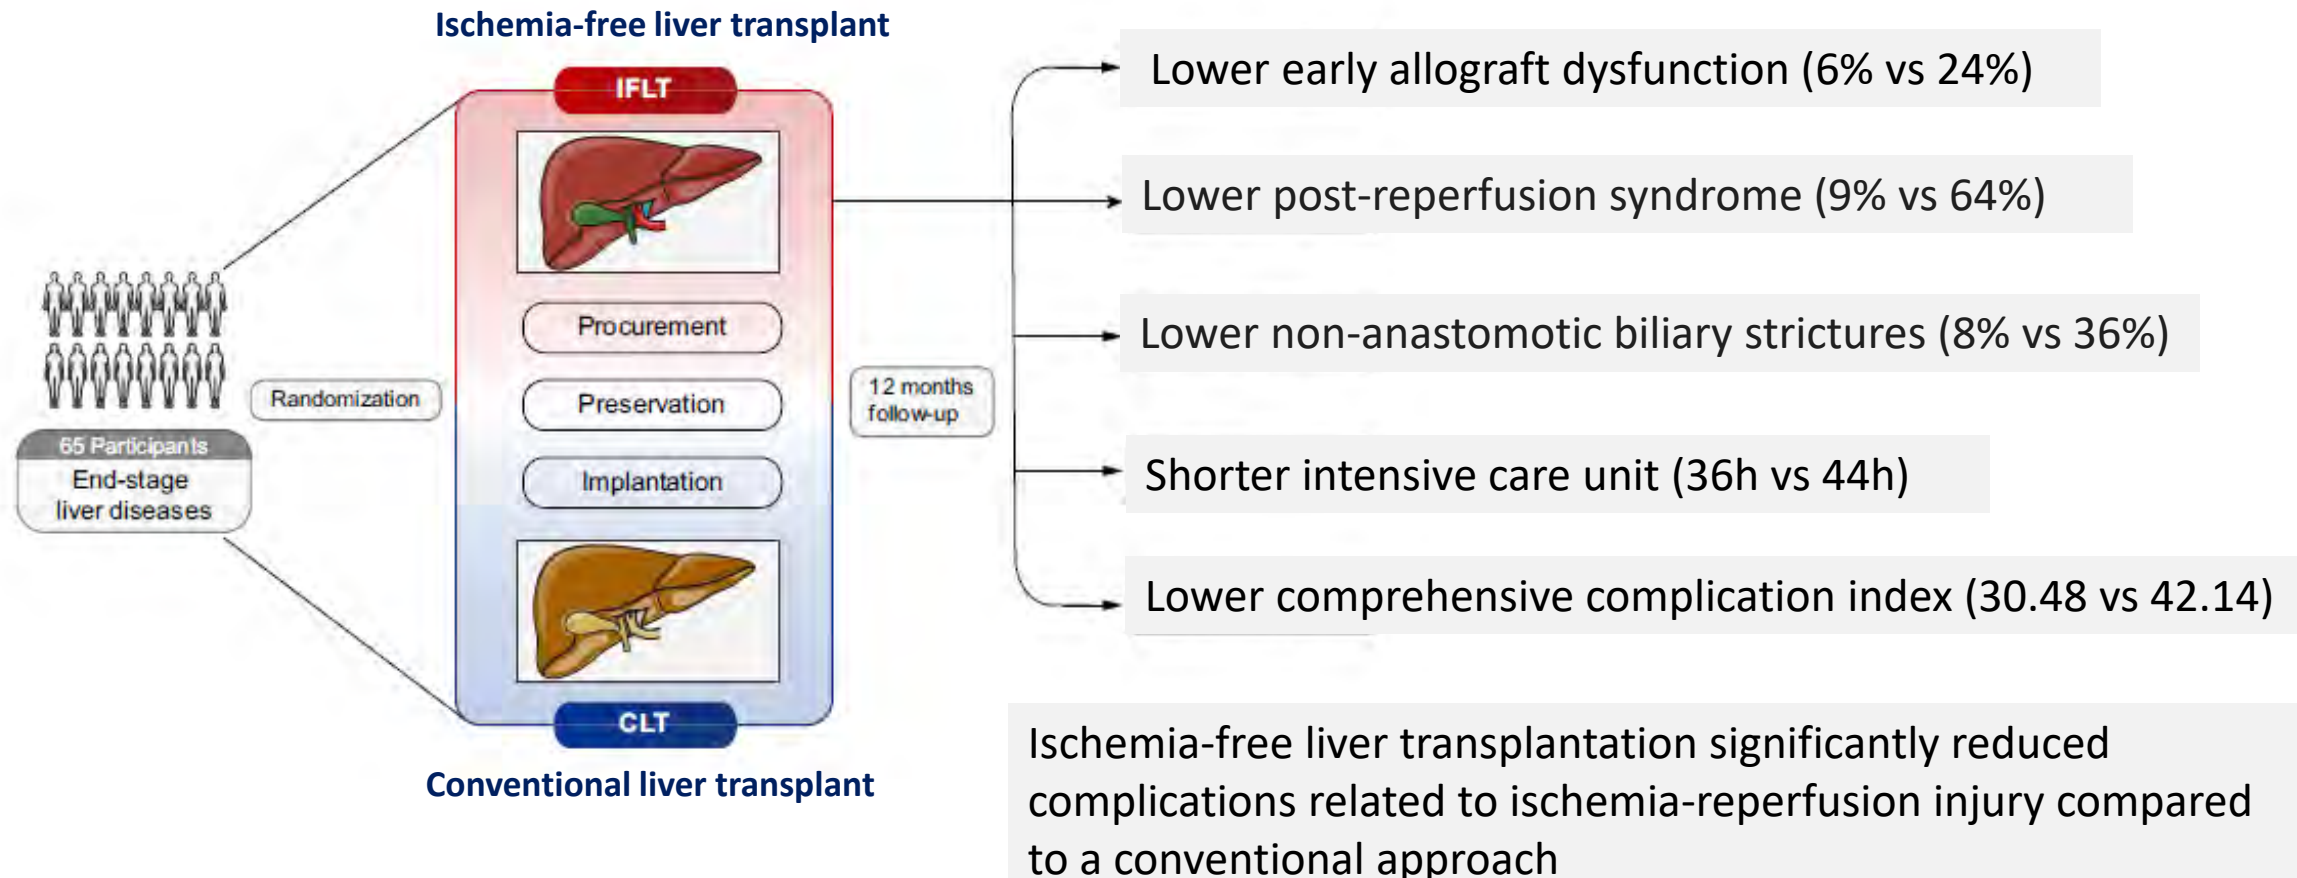 Ischemia-free liver transplant
IFLT
Procurement
Preservation
Implantation
CLT
Conventional liver transplant
65 Participants
End-stage
liver diseases
Randomization
12 months
follow-up
Lower early allograft dysfunction (6% vs 24%)
Lower post-reperfusion syndrome (9% vs 64%)
Lower non-anastomotic biliary strictures (8% vs 36%)
Shorter intensive care unit (36h vs 44h)
Lower comprehensive complication index (30.48 vs 42.14)
Ischemia-free liver transplantation significantly reduced
complications related to ischemia-reperfusion injury compared
to a conventional approach